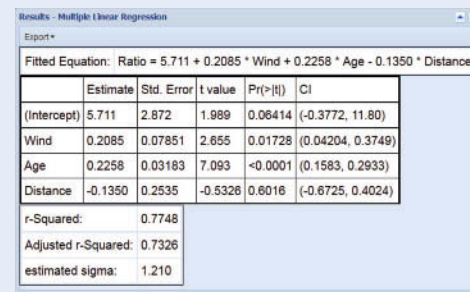 Results - Multiple Linear Regression
Export
Fitted Equation: Ratio = 5.711 + 0.2085 * Wind + 0.2258 * Age - 0.1350 * Distance
Estimate Std. Error t value Pr(>|t|) CI
(Intercept) 5.711 2.872 1.989 0.06414 (-0.3772, 11.80)
Wind 0.2085 0.07851 2.655 0.01728 (0.04204, 0.3749)
Age 0.2258 0.03183 7.093 <0.0001 (0.1583, 0.2933)
Distance -0.1350 0.2535 -0.5326 0.6016 (-0.6725, 0.4024)
r-Squared: 0.7748
Adjusted r-Squared: 0.7326
estimated sigma: 1.210